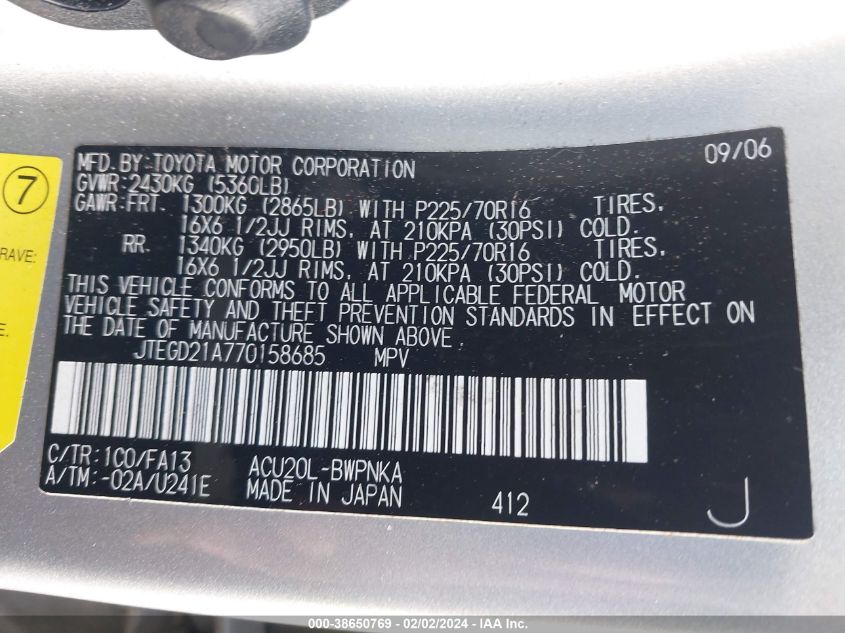 7
RAVE:
E.
MFD. BY: TOYOTA MOTOR CORPORATION 09/06
GVWR: 2430KG (5360LB)
GAWR: FRT. 1300KG (2865LB) WITH P225/70R16 TIRES,
16X6 1/2JJ RIMS, AT 210KPA (30PSI) COLD.
RR. 1340KG (2950LB) WITH P225/70R16 TIRES,
16X6 1/2JJ RIMS, AT 210KPA (30PSI) COLD.
THIS VEHICLE CONFORMS TO ALL APPLICABLE FEDERAL MOTOR
VEHICLE SAFETY AND THEFT PREVENTION STANDARDS IN EFFECT ON
THE DATE OF MANUFACTURE SHOWN ABOVE.
JTEGD21A770158685 MPV
C/TR: 1C0/FA13 ACU20L-BWPNKA
A/TM: -02A/U241E MADE IN JAPAN 412
J
000-38650769 - 02/02/2024 - IAA Inc.